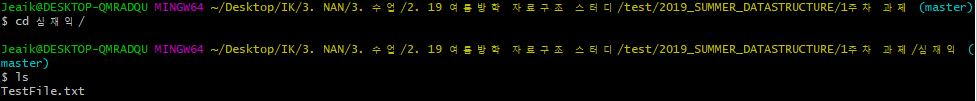 Jeaik@DESKTOP-QMRADQU MINGW64 ~/Desktop/IK/3. NAN/3. 수업/2. 19 여름방학 자료구조 스터디/test/2019_SUMMER_DATASTRUCTURE/1주차 과제 (master)
$ cd 심재익/
Jeaik@DESKTOP-QMRADQU MINGW64 ~/Desktop/IK/3. NAN/3. 수업/2. 19 여름방학 자료구조 스터디/test/2019_SUMMER_DATASTRUCTURE/1주차 과제/심재익 (
master)
$ ls
TestFile.txt